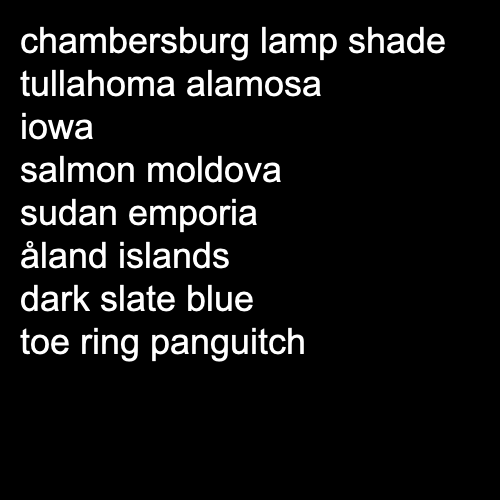 chambersburg lamp shade
tullahoma alamosa
iowa
salmon moldova
sudan emporia
åland islands
dark slate blue
toe ring panguitch